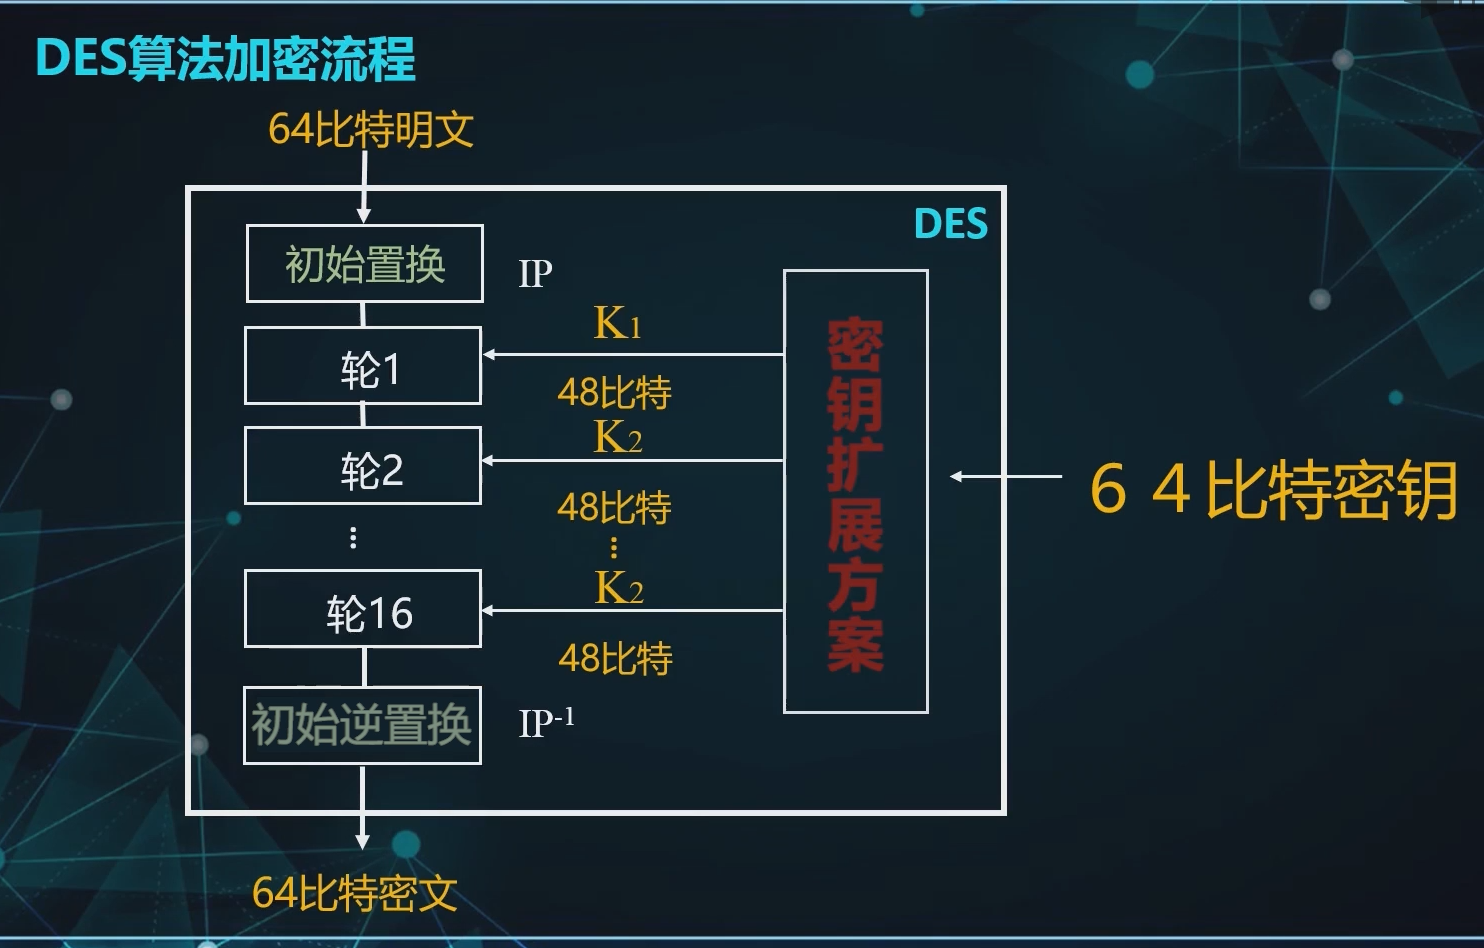 DES算法加密流程
64比特明文
DES
初始置换
IP
K1
轮1
48比特
K2
轮2
48比特
６４比特密钥
⋮
⋮
K2
轮16
48比特
密钥扩展方案
初始逆置换
IP-1
64比特密文